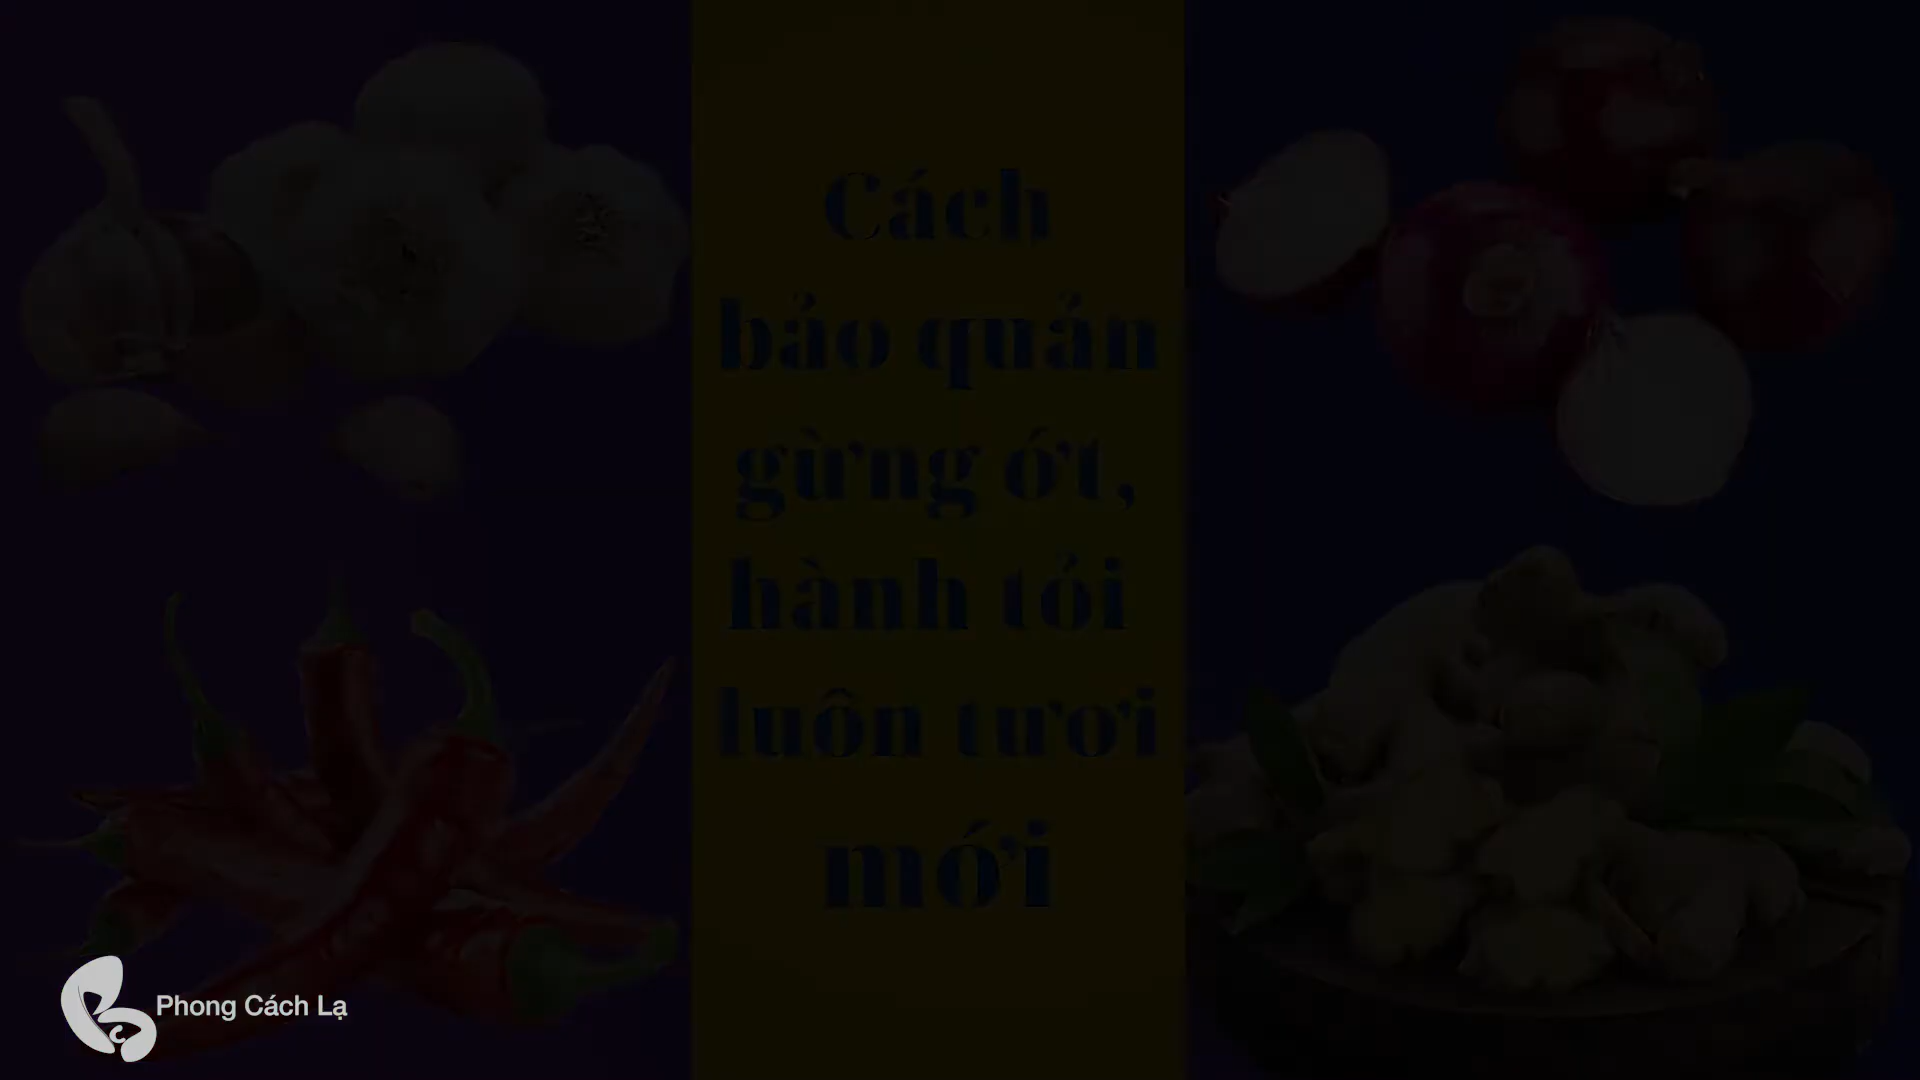 Cách
bảo quản
gừng ớt,
hành tỏi
luôn tươi
mới
Phong Cách Lạ